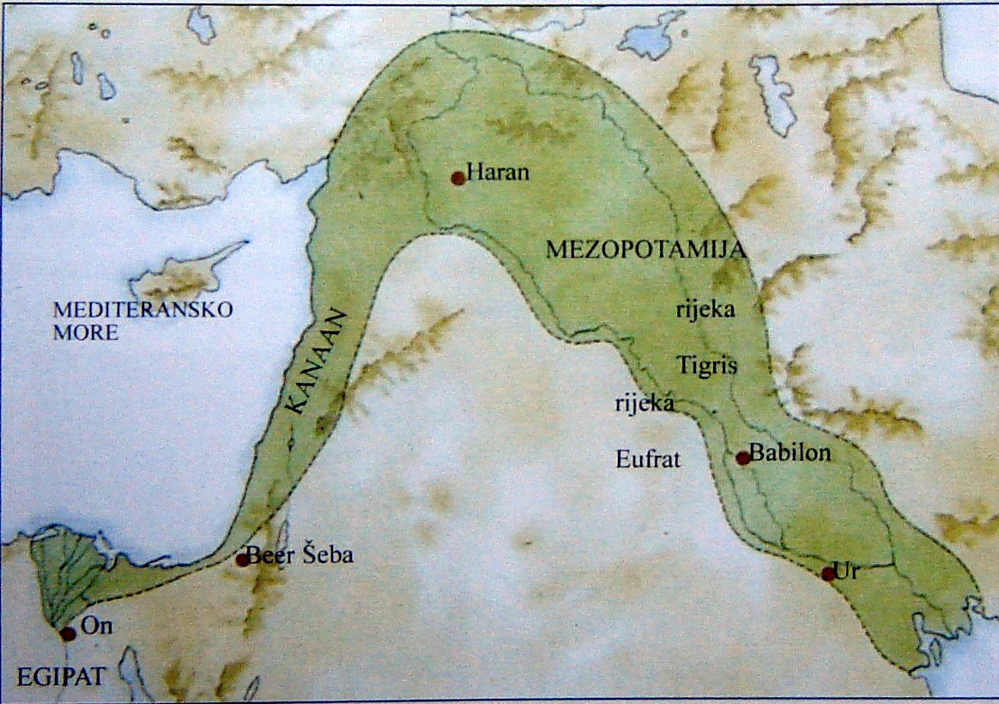 Haran
MEZOPOTAMIJA
MEDITERANSKO
MORE
KANAAN
rijeka
Tigris
rijeka
Eufrat
Babilon
Beer Šeba
Ur
On
EGIPAT